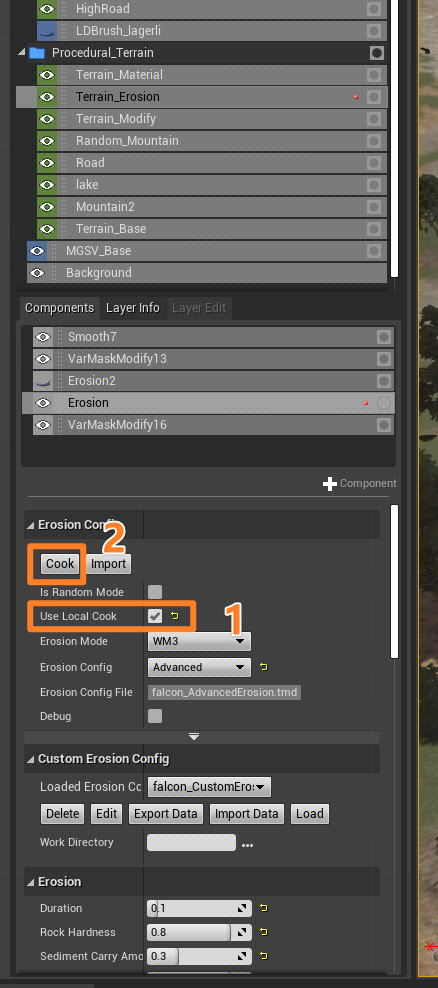 HighRoad
LDBrush_lagerli
Procedural_Terrain
Terrain_Material
Terrain_Erosion
Terrain_Modify
Random_Mountain
Road
lake
Mountain2
Terrain_Base
MGSV_Base
Background
Components Layer Info Layer Edit
Smooth7
VarMaskModify13
Erosion2
Erosion
VarMaskModify16
Component
Erosion
2
Cook Import
Is Random Mode
Use Local Cook 1
Erosion Mode WM3
Erosion Config Advanced
Erosion Config File falcon_AdvancedErosion.tmd
Debug
Custom Erosion Config
Loaded Erosion Cc falcon_CustomEros
Delete Edit Export Data Import Data Load
Work Directory ...
Erosion
Duration 0.1
Rock Hardness 0.8
Sediment Carry Amo 0.3